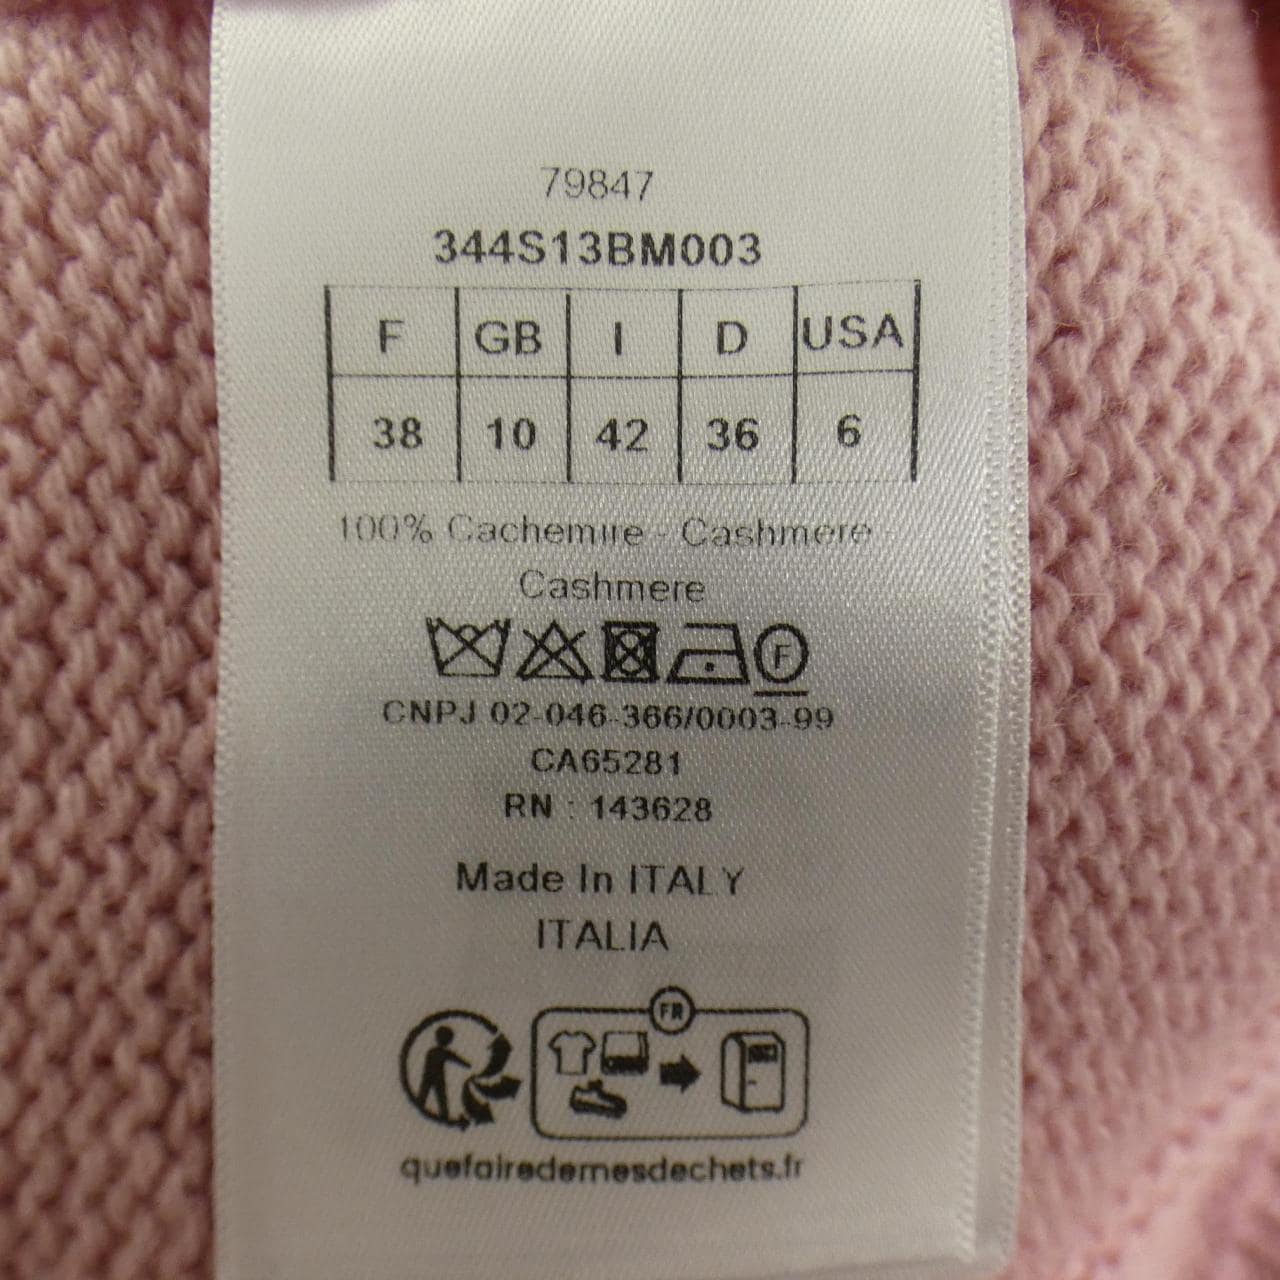 79847
344S13BM003
F GB I D USA
38 10 42 36 6
100% Cachemire - Cashmere
Cashmere
F
CNPJ 02-046-366/0003-99
CA65281
RN : 143628
Made In ITALY
ITALIA
FR
quefairedemesdechets.fr